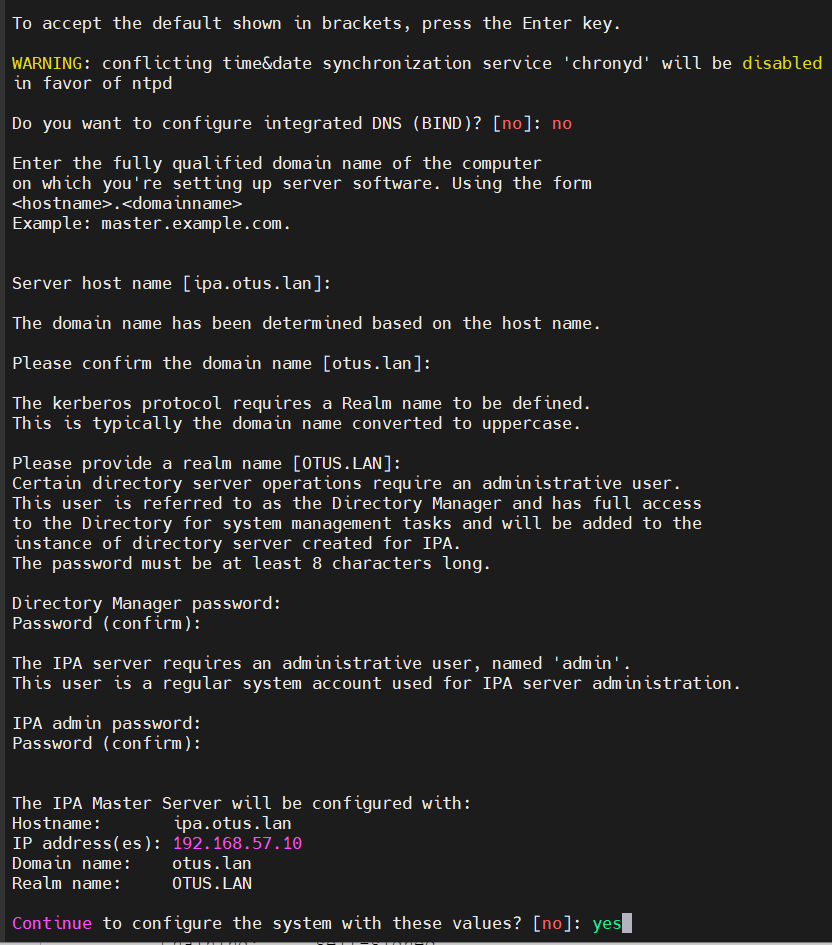 To accept the default shown in brackets, press the Enter key.
WARNING: conflicting time&date synchronization service 'chronyd' will be disabled
in favor of ntpd
Do you want to configure integrated DNS (BIND)? [no]: no
Enter the fully qualified domain name of the computer
on which you're setting up server software. Using the form
<hostname>.<domainname>
Example: master.example.com.
Server host name [ipa.otus.lan]:
The domain name has been determined based on the host name.
Please confirm the domain name [otus.lan]:
The kerberos protocol requires a Realm name to be defined.
This is typically the domain name converted to uppercase.
Please provide a realm name [OTUS.LAN]:
Certain directory server operations require an administrative user.
This user is referred to as the Directory Manager and has full access
to the Directory for system management tasks and will be added to the
instance of directory server created for IPA.
The password must be at least 8 characters long.
Directory Manager password:
Password (confirm):
The IPA server requires an administrative user, named 'admin'.
This user is a regular system account used for IPA server administration.
IPA admin password:
Password (confirm):
The IPA Master Server will be configured with:
Hostname:       ipa.otus.lan
IP address(es): 192.168.57.10
Domain name:    otus.lan
Realm name:     OTUS.LAN
Continue to configure the system with these values? [no]: yes